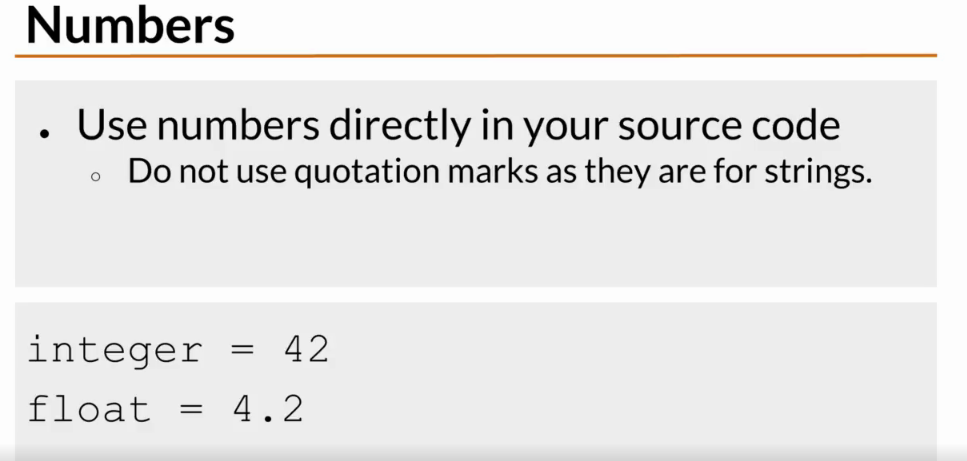 Numbers
• Use numbers directly in your source code
○ Do not use quotation marks as they are for strings.
integer = 42
float = 4.2